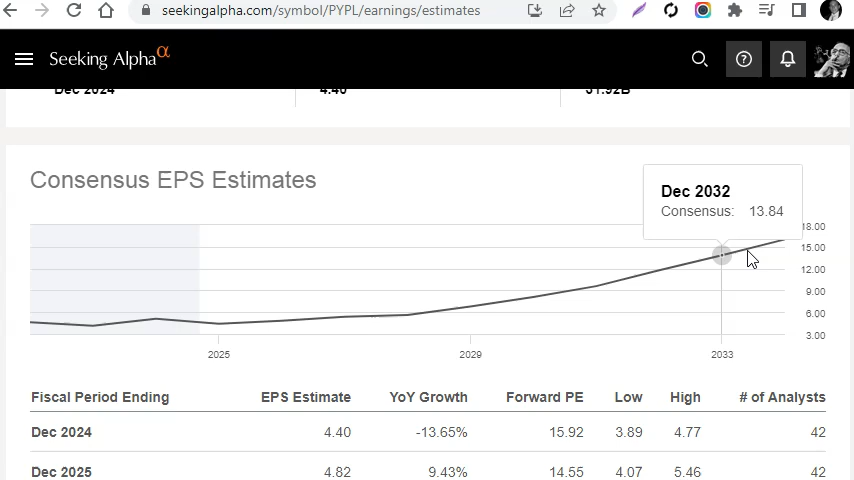 seekingalpha.com/symbol/PYPL/earnings/estimates
Seeking Alpha α
Dec 2024 4.40 31.92B
Consensus EPS Estimates
Dec 2032
Consensus: 13.84
18.00
15.00
12.00
9.00
6.00
3.00
2025 2029 2033
Fiscal Period Ending EPS Estimate YoY Growth Forward PE Low High # of Analysts
Dec 2024 4.40 -13.65% 15.92 3.89 4.77 42
Dec 2025 4.82 9.43% 14.55 4.07 5.46 42